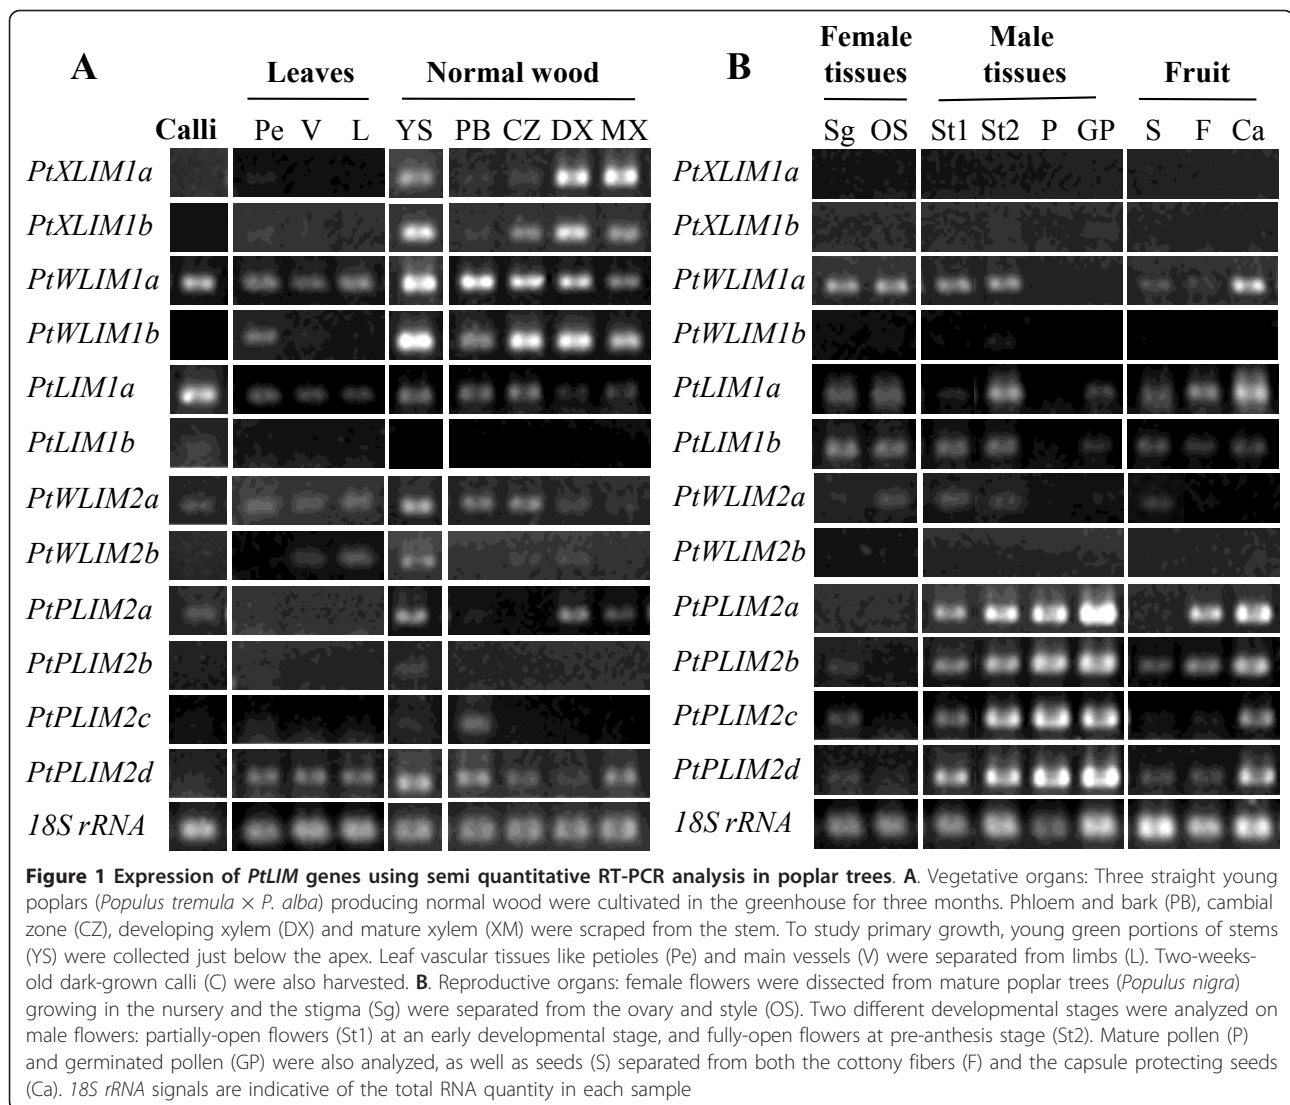 A
Leaves
Normal wood
Calli Pe V L YS PB CZ DX MX
PtXLIM1a
PtXLIM1b
PtWLIM1a
PtWLIM1b
PtLIM1a
PtLIM1b
PtWLIM2a
PtWLIM2b
PtPLIM2a
PtPLIM2b
PtPLIM2c
PtPLIM2d
18S rRNA
B
Female tissues
Male tissues
Fruit
Sg OS St1 St2 P GP S F Ca
PtXLIM1a
PtXLIM1b
PtWLIM1a
PtWLIM1b
PtLIM1a
PtLIM1b
PtWLIM2a
PtWLIM2b
PtPLIM2a
PtPLIM2b
PtPLIM2c
PtPLIM2d
18S rRNA
Figure 1 Expression of PtLIM genes using semi quantitative RT-PCR analysis in poplar trees. A. Vegetative organs: Three straight young
poplars (Populus tremula × P. alba) producing normal wood were cultivated in the greenhouse for three months. Phloem and bark (PB), cambial
zone (CZ), developing xylem (DX) and mature xylem (XM) were scraped from the stem. To study primary growth, young green portions of stems
(YS) were collected just below the apex. Leaf vascular tissues like petioles (Pe) and main vessels (V) were separated from limbs (L). Two-weeks-
old dark-grown calli (C) were also harvested. B. Reproductive organs: female flowers were dissected from mature poplar trees (Populus nigra)
growing in the nursery and the stigma (Sg) were separated from the ovary and style (OS). Two different developmental stages were analyzed on
male flowers: partially-open flowers (St1) at an early developmental stage, and fully-open flowers at pre-anthesis stage (St2). Mature pollen (P)
and germinated pollen (GP) were also analyzed, as well as seeds (S) separated from both the cottony fibers (F) and the capsule protecting seeds
(Ca). 18S rRNA signals are indicative of the total RNA quantity in each sample